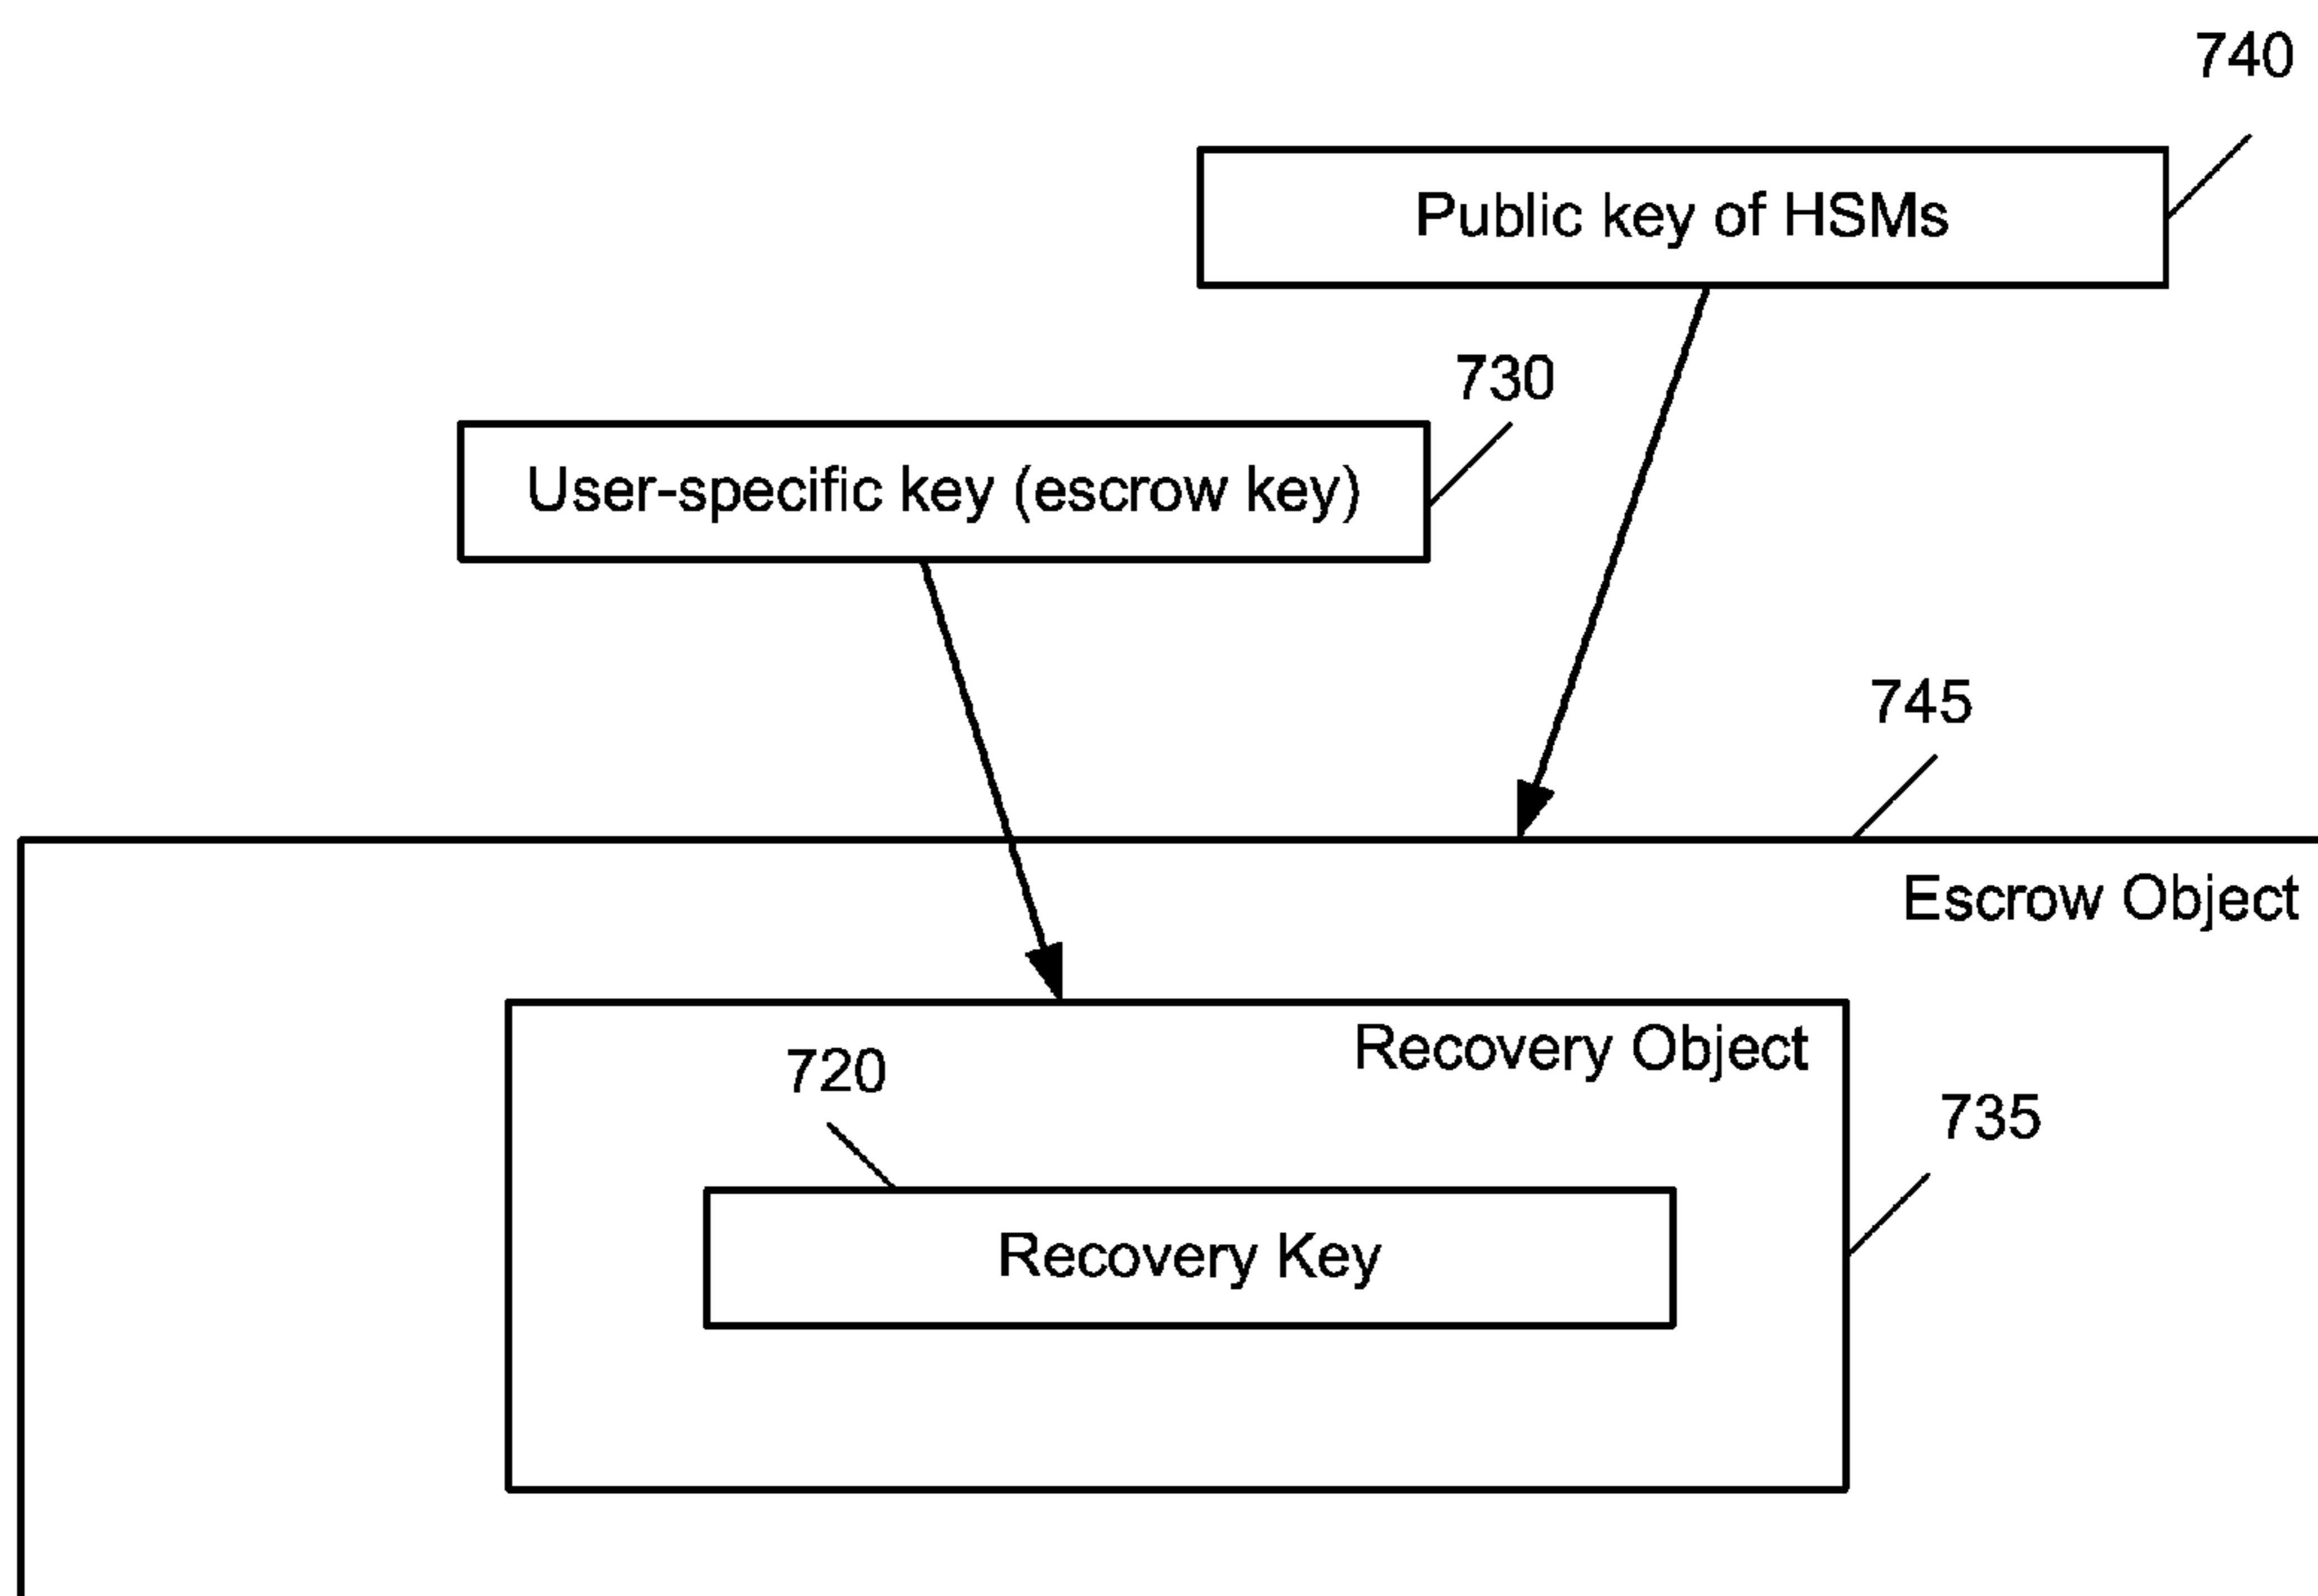 740
Public key of HSMs
730
User-specific key (escrow key)
745
Escrow Object
Recovery Object
720
735
Recovery Key